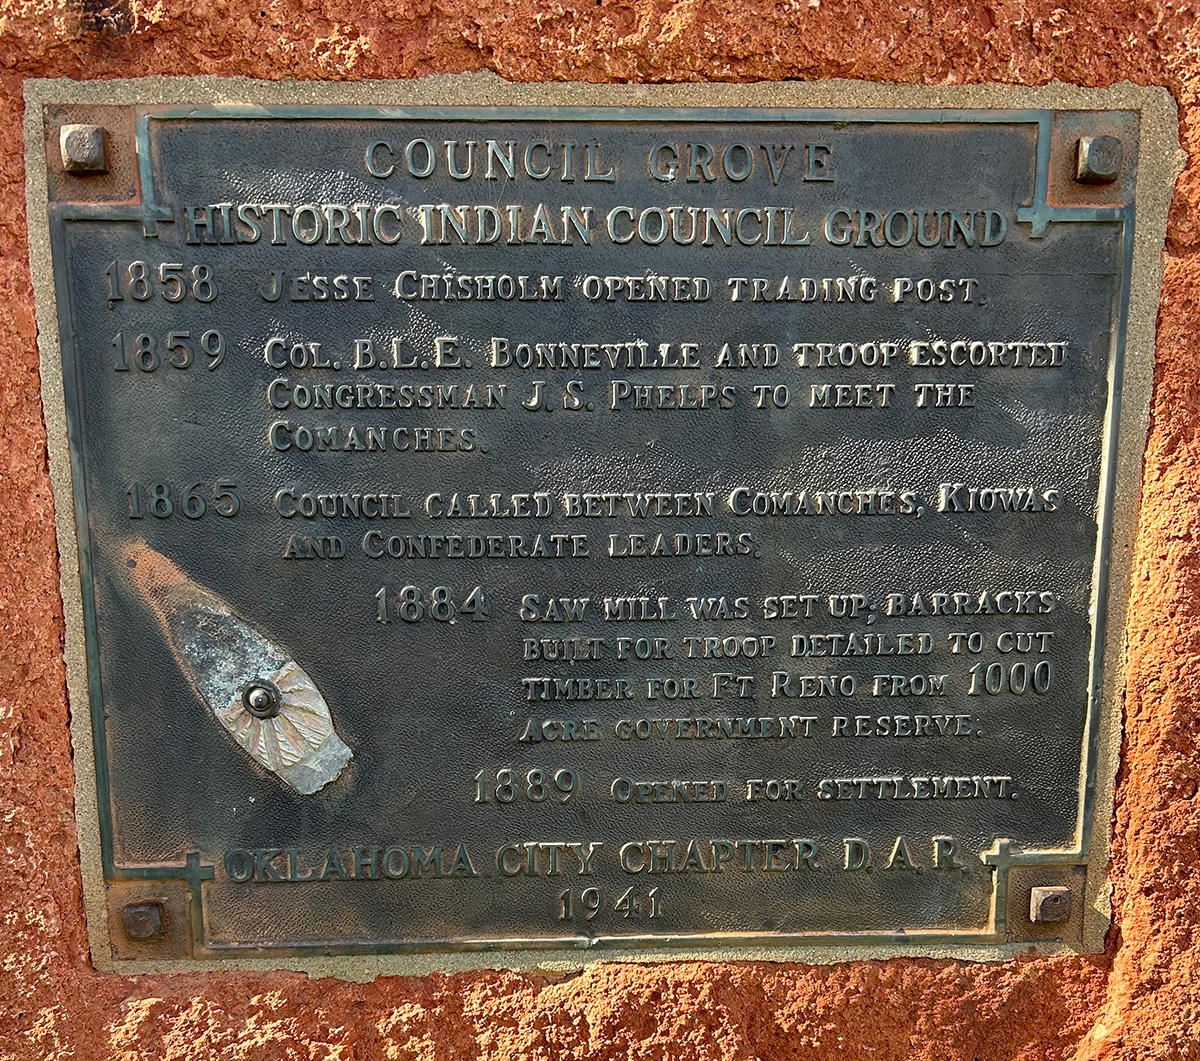 COUNCIL GROVE
HISTORIC INDIAN COUNCIL GROUND
1858 JESSE CHISHOLM OPENED TRADING POST.
1859 COL. B.L.E. BONNEVILLE AND TROOP ESCORTED
CONGRESSMAN J. S. PHELPS TO MEET THE
COMANCHES.
1865 COUNCIL CALLED BETWEEN COMANCHES, KIOWAS
AND CONFEDERATE LEADERS.
1884 SAW MILL WAS SET UP; BARRACKS
BUILT FOR TROOP DETAILED TO CUT
TIMBER FOR FT. RENO FROM 1000
ACRE GOVERNMENT RESERVE.
1889 OPENED FOR SETTLEMENT.
OKLAHOMA CITY CHAPTER D.A.R.
1941